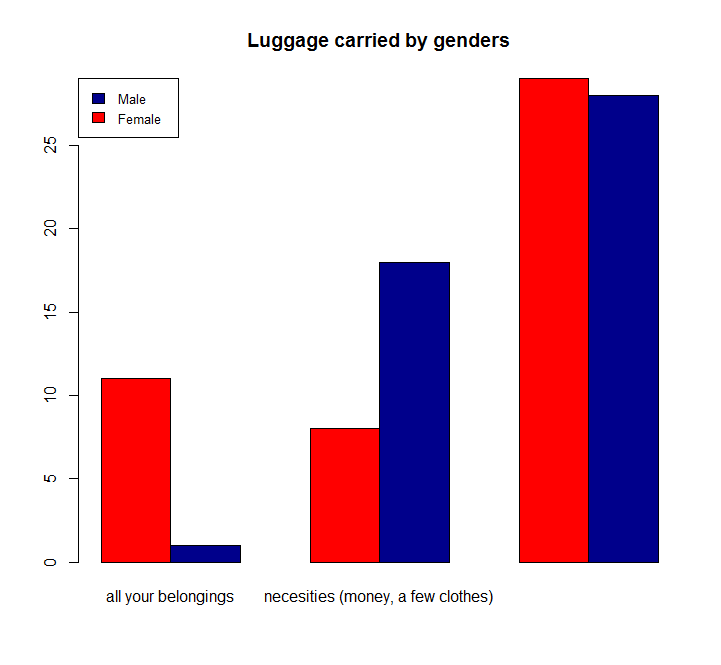 Luggage carried by genders
Male
Female
25
20
15
10
5
0
all your belongings
necesities (money, a few clothes)